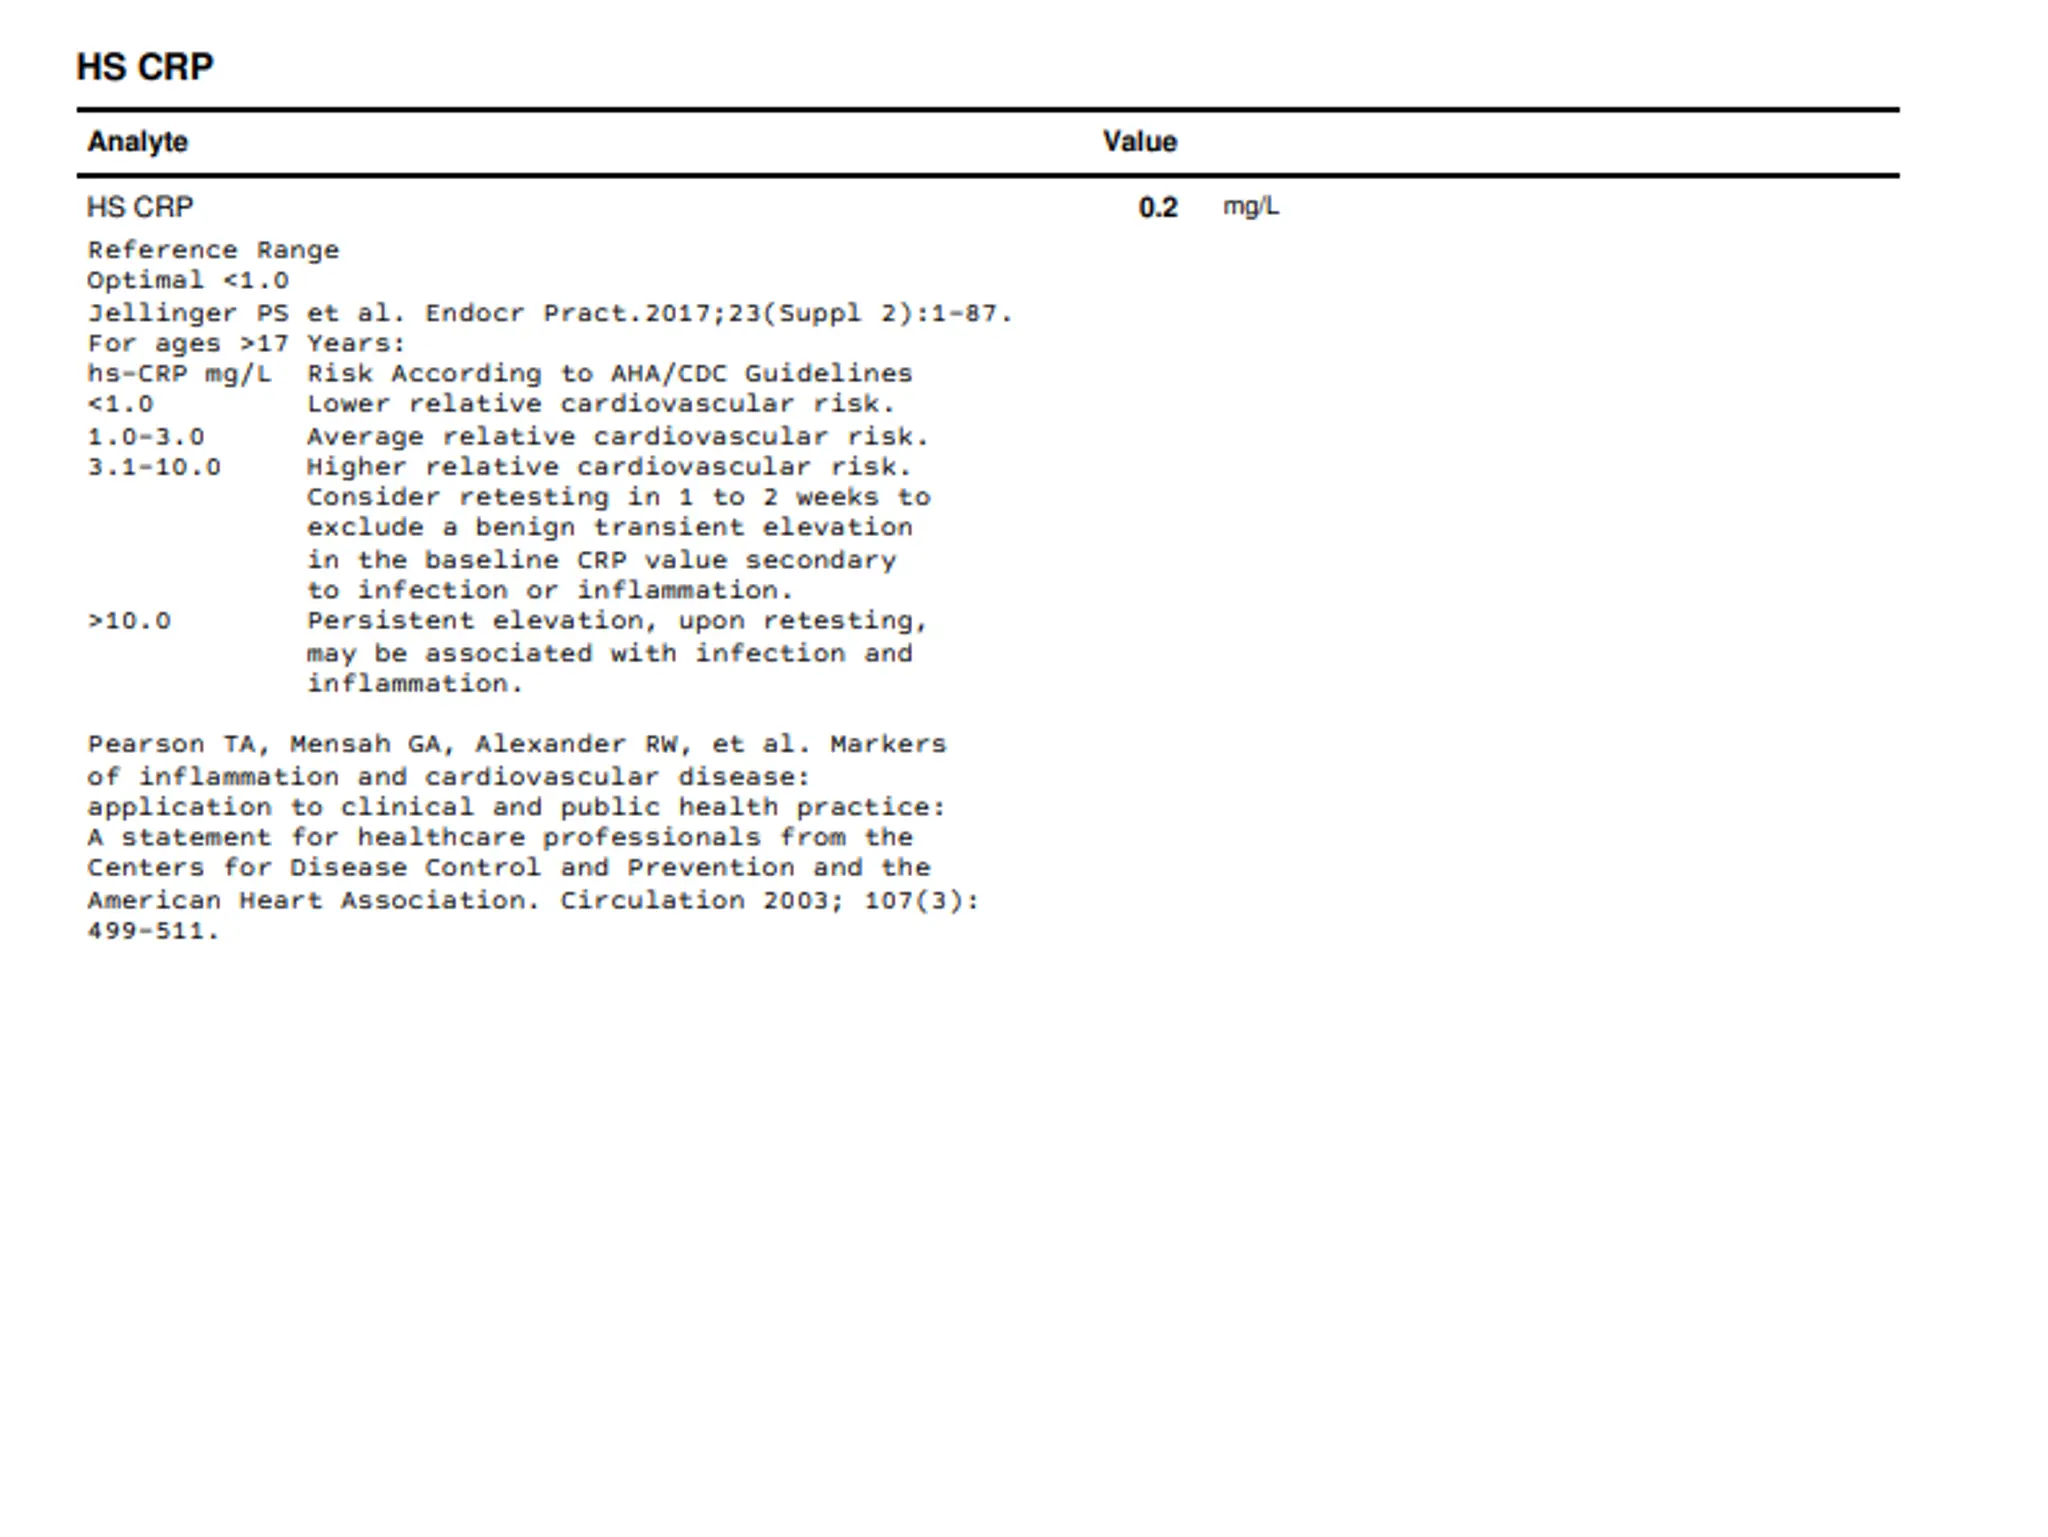 HS CRP
Analyte Value
HS CRP 0.2 mg/L
Reference Range
Optimal <1.0
Jellinger PS et al. Endocr Pract.2017;23(Suppl 2):1-87.
For ages >17 Years:
hs-CRP mg/L Risk According to AHA/CDC Guidelines
<1.0 Lower relative cardiovascular risk.
1.0-3.0 Average relative cardiovascular risk.
3.1-10.0 Higher relative cardiovascular risk.
Consider retesting in 1 to 2 weeks to
exclude a benign transient elevation
in the baseline CRP value secondary
to infection or inflammation.
>10.0 Persistent elevation, upon retesting,
may be associated with infection and
inflammation.
Pearson TA, Mensah GA, Alexander RW, et al. Markers
of inflammation and cardiovascular disease:
application to clinical and public health practice:
A statement for healthcare professionals from the
Centers for Disease Control and Prevention and the
American Heart Association. Circulation 2003; 107(3):
499-511.